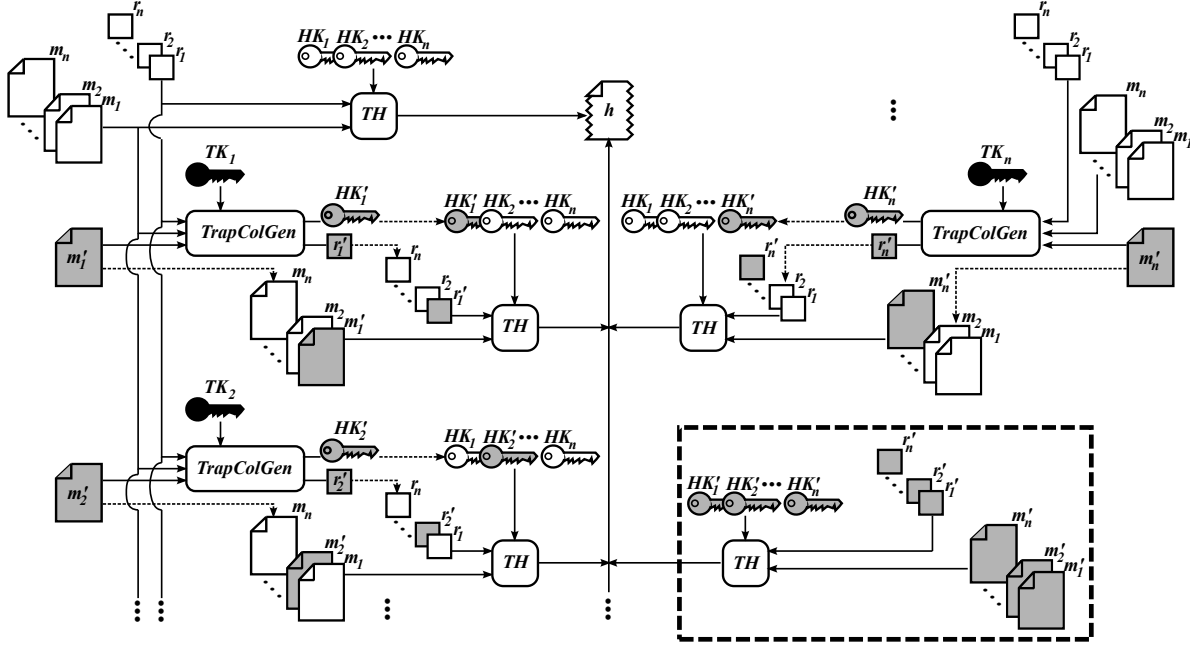 r_n
r_2
r_1
m_n
m_2
m_1
HK_1 HK_2 ••• HK_n
TH
h
r_n
r_2
r_1
m_n
m_2
m_1
TK_1
TrapColGen
m'_1
HK'_1
r'_1
HK'_1 HK_2 ••• HK_n
r_n
r_2
r'_1
m_n
m_2
m'_1
TH
HK_1 HK_2 ••• HK'_n
HK'_n
TK_n
TrapColGen
r'_n
m'_n
r'_n
r_2
r_1
TH
m'_n
m_2
m_1
TK_2
TrapColGen
m'_2
HK'_2
r'_2
HK_1 HK'_2 ••• HK_n
r_n
r'_2
r_1
m_n
m'_2
m_1
TH
HK'_1 HK'_2 ••• HK'_n
r'_n
r'_2
r'_1
TH
m'_n
m'_2
m'_1